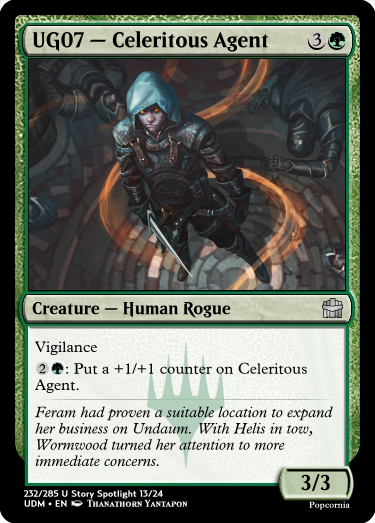 UG07 — Celeritous Agent 3
Creature — Human Rogue
Vigilance
2 : Put a +1/+1 counter on Celeritous
Agent.
Feram had proven a suitable location to expand
her business on Undaum. With Helis in tow,
Wormwood turned her attention to more
immediate concerns.
3/3
232/285 U Story Spotlight 13/24
UDM • EN Thanathorn Yantapon
Popcornia